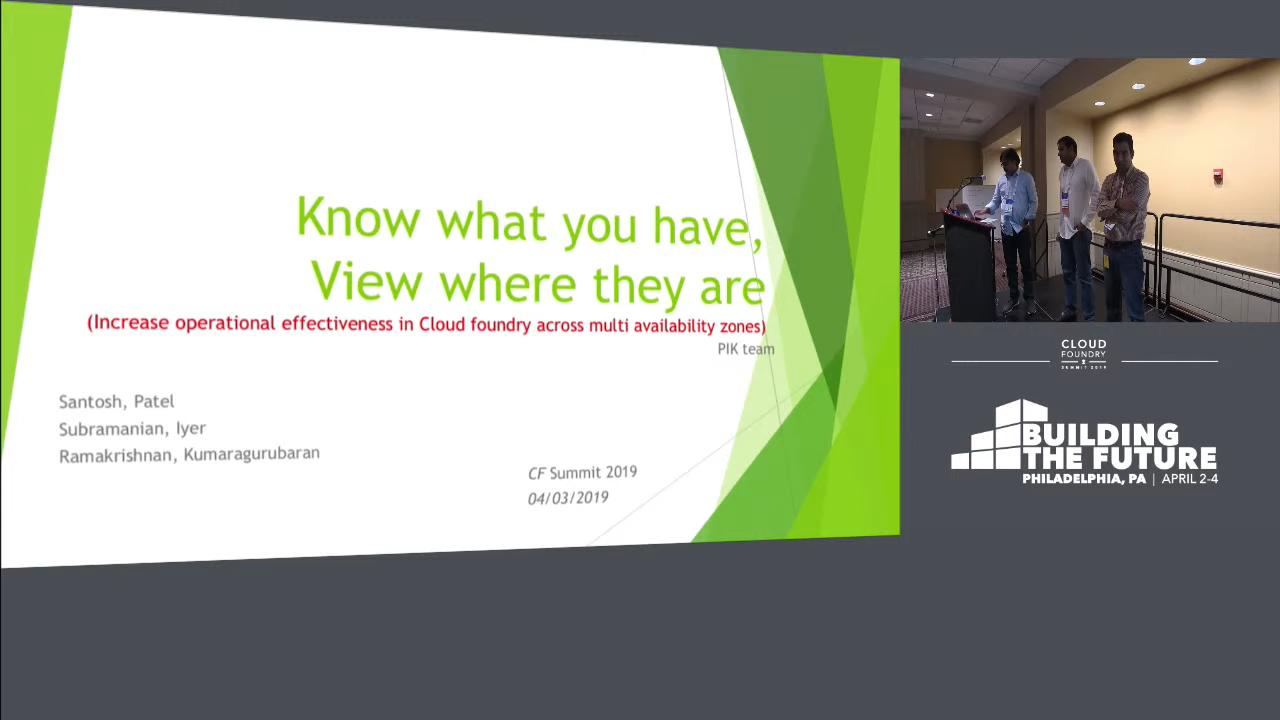 Know what you have,
View where they are
(Increase operational effectiveness in Cloud foundry across multi availability zones)
PIK team
Santosh, Patel
Subramanian, Iyer
Ramakrishnan, Kumaragurubaran
CF Summit 2019
04/03/2019
CLOUD
FOUNDRY
SUMMIT 2019
BUILDING
THE FUTURE
PHILADELPHIA, PA | APRIL 2-4